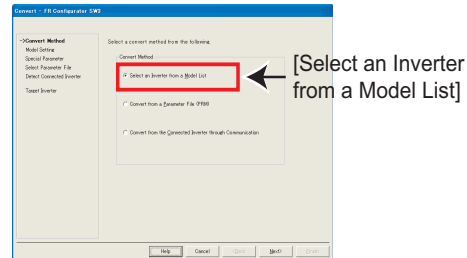 Convert - FR Configurator SW3
->Convert Method
Model Setting
Special Parameter
Select Parameter File
Detect Connected Inverter
Target Inverter
Select a convert method from the following.
Convert Method
Select an Inverter from a Model List
Convert from a Parameter File (PRM)
Convert from the Connected Inverter through Communication
[Select an Inverter
from a Model List]
Help Cancel <Back Next> Finish